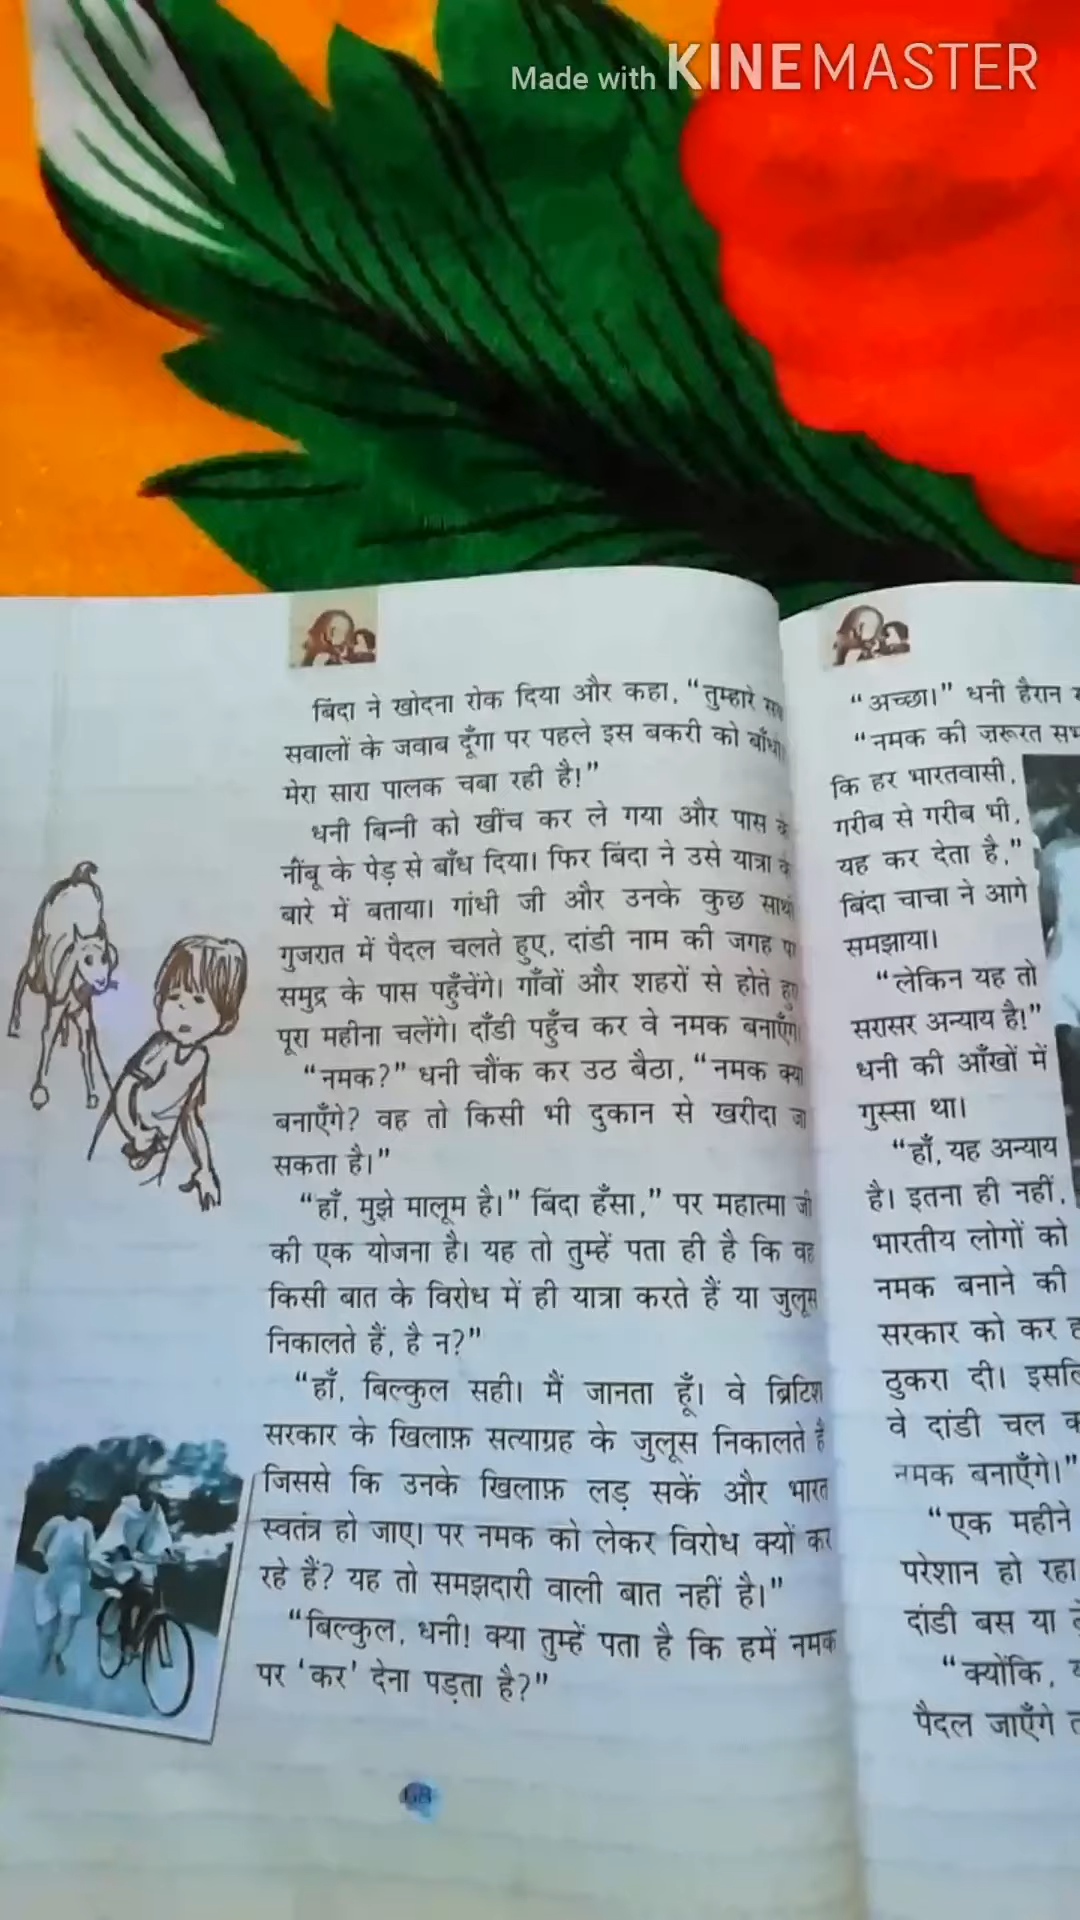 Made with KINEMASTER
बिंदा ने खोदना रोक दिया और कहा, “तुम्हारे सब
सवालों के जवाब दूँगा पर पहले इस बकरी को बाँधो
मेरा सारा पालक चबा रही है!”
धनी बिन्नी को खींच कर ले गया और पास के
नींबू के पेड़ से बाँध दिया। फिर बिंदा ने उसे यात्रा के
बारे में बताया। गांधी जी और उनके कुछ साथी
गुजरात में पैदल चलते हुए, दांडी नाम की जगह पर
समुद्र के पास पहुँचेंगे। गाँवों और शहरों से होते हुए
पूरा महीना चलेंगे। दाँडी पहुँच कर वे नमक बनाएँगे।
“नमक?” धनी चौंक कर उठ बैठा, “नमक क्यों
बनाएँगे? वह तो किसी भी दुकान से खरीदा जा
सकता है।”
“हाँ, मुझे मालूम है।” बिंदा हँसा,” पर महात्मा जी
की एक योजना है। यह तो तुम्हें पता ही है कि वह
किसी बात के विरोध में ही यात्रा करते हैं या जुलूस
निकालते हैं, है न?”
“हाँ, बिल्कुल सही। मैं जानता हूँ। वे ब्रिटिश
सरकार के खिलाफ़ सत्याग्रह के जुलूस निकालते हैं
जिससे कि उनके खिलाफ़ लड़ सकें और भारत
स्वतंत्र हो जाए। पर नमक को लेकर विरोध क्यों कर
रहे हैं? यह तो समझदारी वाली बात नहीं है।”
“बिल्कुल, धनी! क्या तुम्हें पता है कि हमें नमक
पर ‘कर’ देना पड़ता है?”
68
“अच्छा।” धनी हैरान
“नमक की ज़रूरत
कि हर भारतवासी,
गरीब से गरीब भी,
यह कर देता है,”
बिंदा चाचा ने आगे
समझाया।
“लेकिन यह तो
सरासर अन्याय है!”
धनी की आँखों में
गुस्सा था।
“हाँ, यह अन्याय
है। इतना ही नहीं,
भारतीय लोगों को
नमक बनाने की
सरकार को कर
ठुकरा दी।
वे दांडी चल
नमक बनाएँगे।”
“एक महीने
परेशान हो रहा
दांडी बस या
“क्योंकि,
पैदल जाएँगे